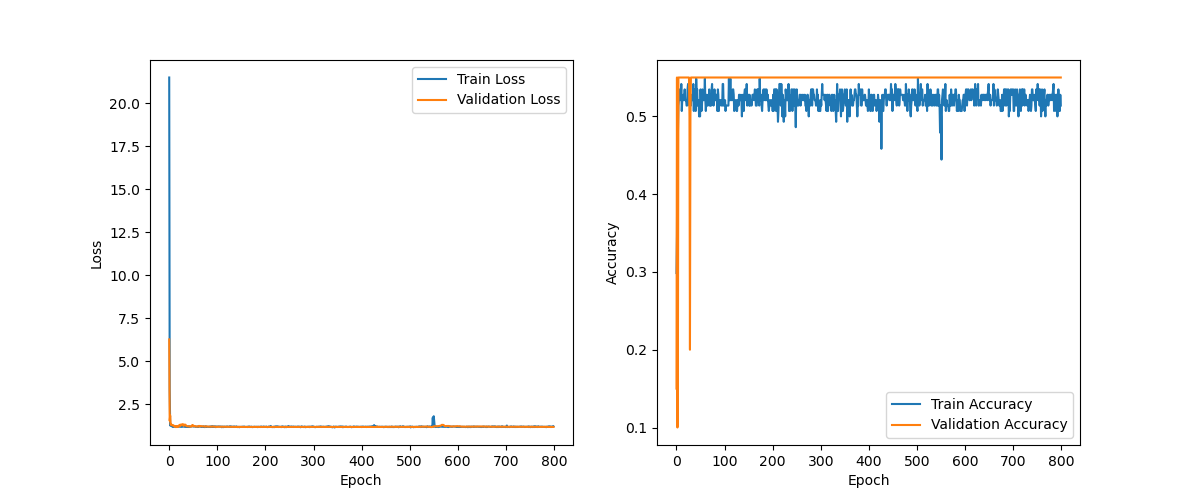 Train Loss
Validation Loss
20.0
17.5
15.0
12.5
10.0
7.5
5.0
2.5
Loss
0 100 200 300 400 500 600 700 800
Epoch
0.5
0.4
0.3
0.2
0.1
Accuracy
Train Accuracy
Validation Accuracy
0 100 200 300 400 500 600 700 800
Epoch